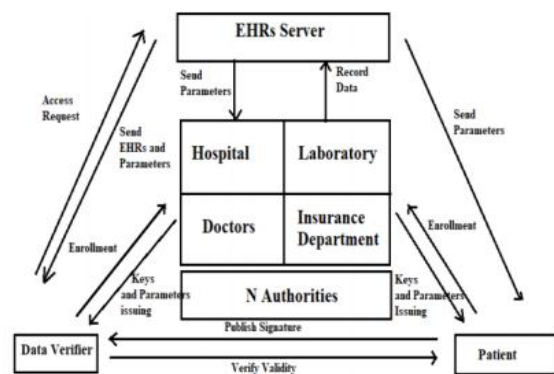 EHRs Server
Send
Parameters
Record
Data
Access
Request
Send
Parameters
Send
EHRs and
Parameters
Hospital
Laboratory
Doctors
Insurance
Department
Enrollment
Enrollment
Keys
and Parameters
issuing
Keys
and Parameters
Issuing
N Authorities
Publish Signature
Data Verifier
Verify Validity
Patient